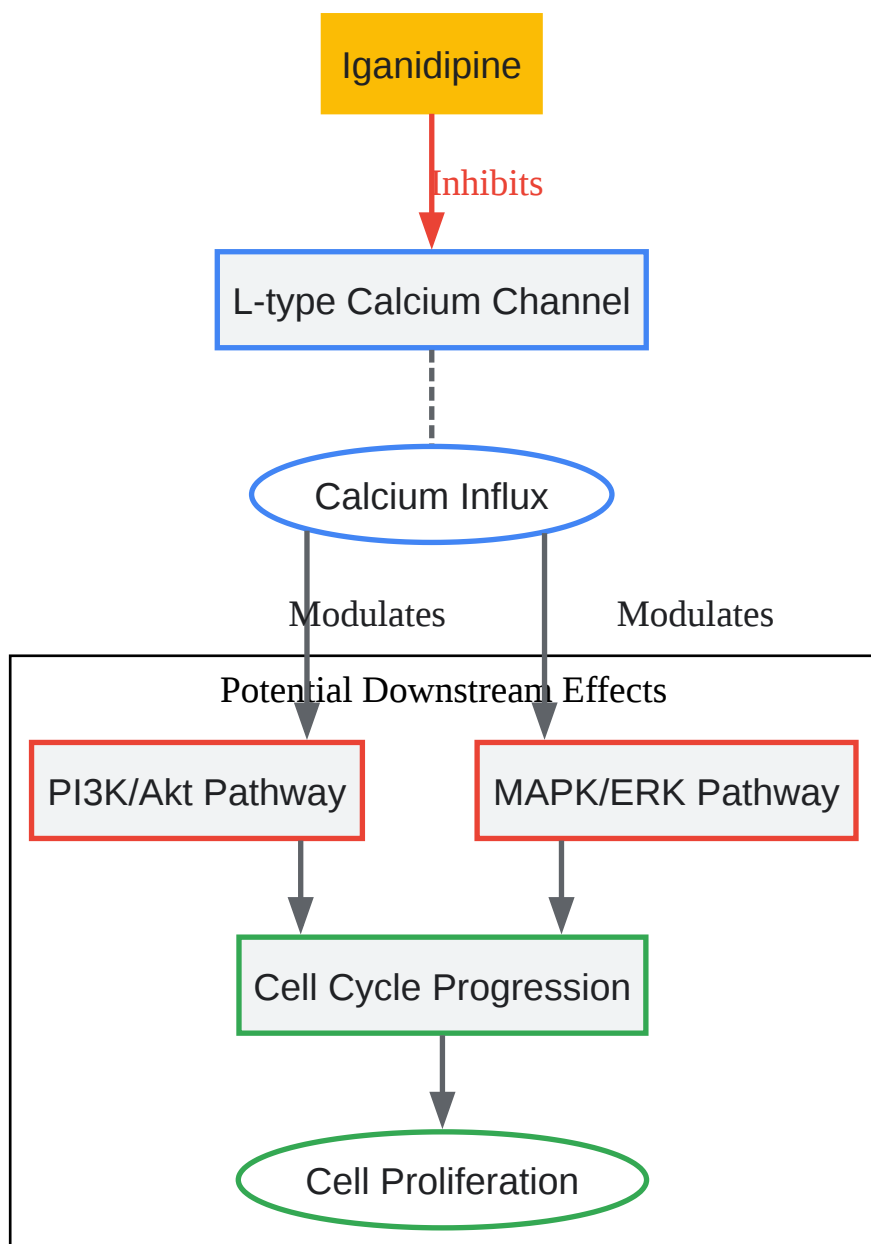 Iganidipine
Inhibits
L-type Calcium Channel
Calcium Influx
Modulates
Modulates
Potential Downstream Effects
PI3K/Akt Pathway
MAPK/ERK Pathway
Cell Cycle Progression
Cell Proliferation